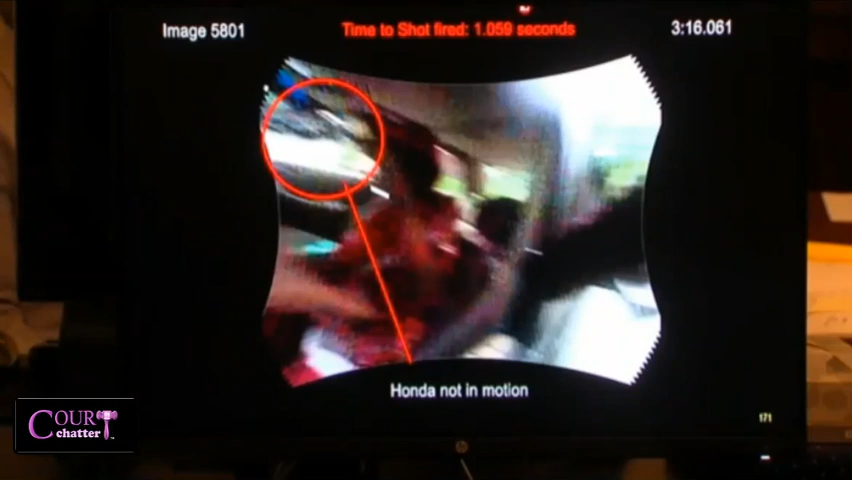 Image 5801
Time to Shot fired: 1.059 seconds
3:16.061
Honda not in motion
171
COURT
chatter